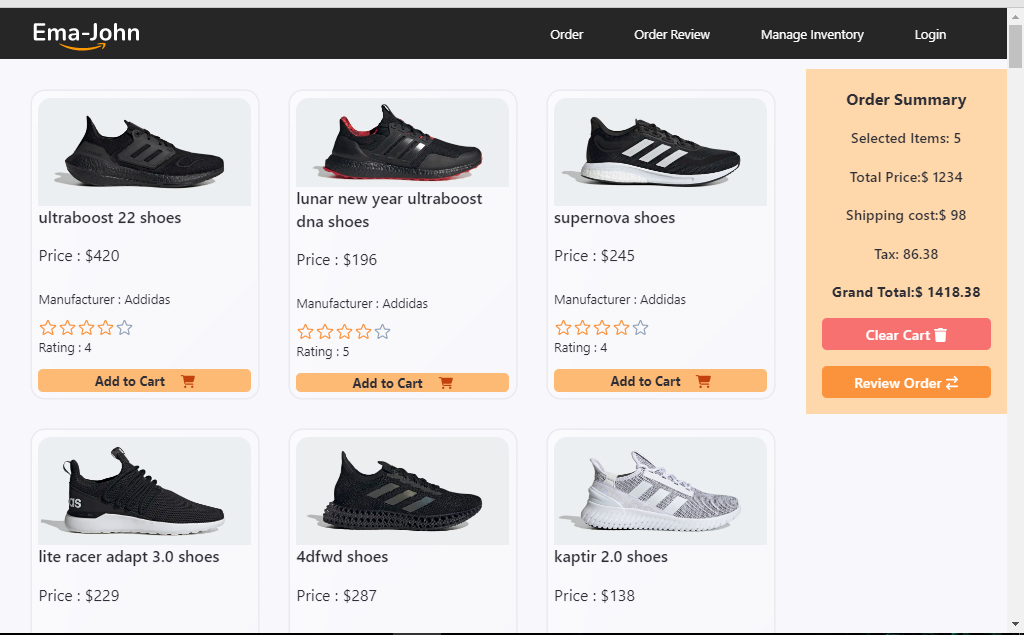 Ema-John
Order
Order Review
Manage Inventory
Login
ultraboost 22 shoes
Price : $420
Manufacturer : Addidas
Rating : 4
Add to Cart
lunar new year ultraboost
dna shoes
Price : $196
Manufacturer : Addidas
Rating : 5
Add to Cart
supernova shoes
Price : $245
Manufacturer : Addidas
Rating : 4
Add to Cart
Order Summary
Selected Items: 5
Total Price:$ 1234
Shipping cost:$ 98
Tax: 86.38
Grand Total:$ 1418.38
Clear Cart
Review Order
lite racer adapt 3.0 shoes
Price : $229
4dfwd shoes
Price : $287
kaptir 2.0 shoes
Price : $138